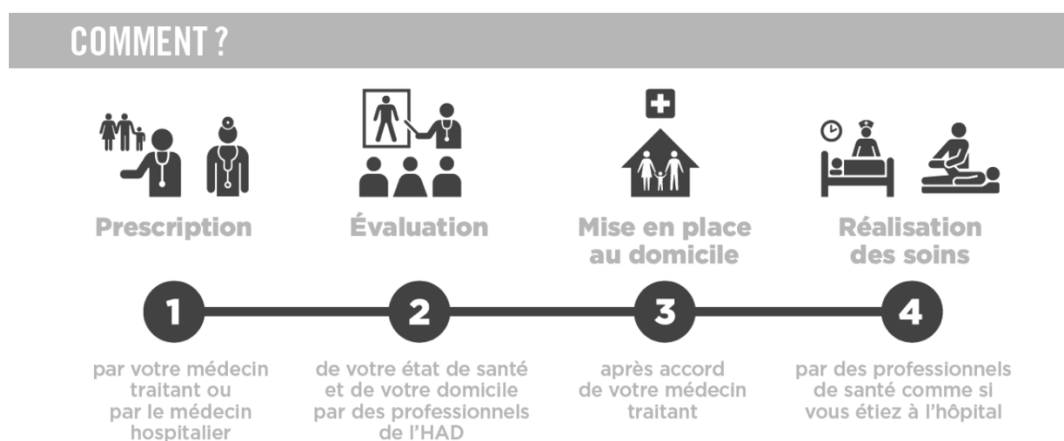 COMMENT ?
Prescription
Évaluation
Mise en place
au domicile
Réalisation
des soins
1
2
3
4
par votre médecin
traitant ou
par le médecin
hospitalier
de votre état de santé
et de votre domicile
par des professionnels
de l'HAD
après accord
de votre médecin
traitant
par des professionnels
de santé comme si
vous étiez à l'hôpital